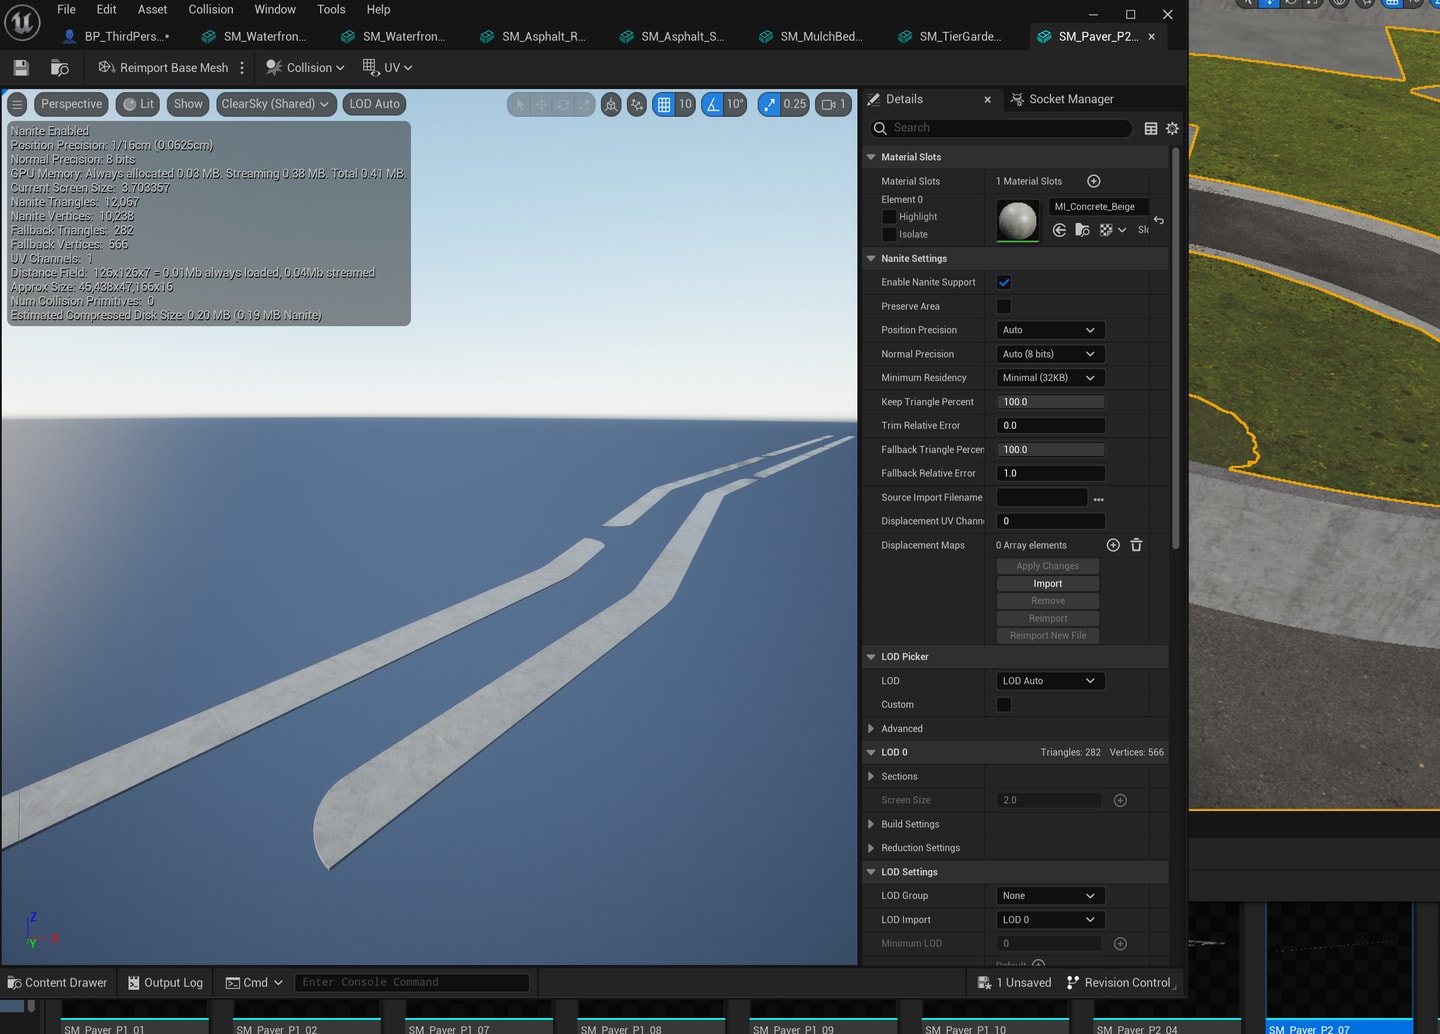 File Edit Asset Collision Window Tools Help
BP_ThirdPers...* SM_Waterfron... SM_Waterfron... SM_Asphalt_R... SM_Asphalt_S... SM_MulchBed... SM_TierGarde... SM_Paver_P2...
Reimport Base Mesh Collision UV
Perspective Lit Show ClearSky (Shared) LOD Auto 10 10° 0.25 1
Nanite Enabled
Position Precision: 1/16cm (0.0625cm)
Normal Precision: 8 bits
GPU Memory: Always allocated 0.03 MB. Streaming 0.38 MB. Total 0.41 MB.
Current Screen Size: 3.703357
Nanite Triangles: 12,067
Nanite Vertices: 10,238
Fallback Triangles: 282
Fallback Vertices: 566
UV Channels: 1
Distance Field: 126x126x7 = 0.01Mb always loaded, 0.04Mb streamed
Approx Size: 45,438x47,166x16
Num Collision Primitives: 0
Estimated Compressed Disk Size: 0.20 MB (0.19 MB Nanite)
Z
X
Y
Details Socket Manager
Search
Material Slots
Material Slots 1 Material Slots
Element 0
Highlight
Isolate
MI_Concrete_Beige
Slo
Nanite Settings
Enable Nanite Support
Preserve Area
Position Precision Auto
Normal Precision Auto (8 bits)
Minimum Residency Minimal (32KB)
Keep Triangle Percent 100.0
Trim Relative Error 0.0
Fallback Triangle Percen 100.0
Fallback Relative Error 1.0
Source Import Filename ...
Displacement UV Chann 0
Displacement Maps 0 Array elements
Apply Changes
Import
Remove
Reimport
Reimport New File
LOD Picker
LOD LOD Auto
Custom
Advanced
LOD 0 Triangles: 282 Vertices: 566
Sections
Screen Size 2.0
Build Settings
Reduction Settings
LOD Settings
LOD Group None
LOD Import LOD 0
Minimum LOD 0
Default
Content Drawer Output Log Cmd Enter Console Command 1 Unsaved Revision Control
SM_Paver_P1_01 SM_Paver_P1_02 SM_Paver_P1_07 SM_Paver_P1_08 SM_Paver_P1_09 SM_Paver_P1_10 SM_Paver_P2_04 SM_Paver_P2_07